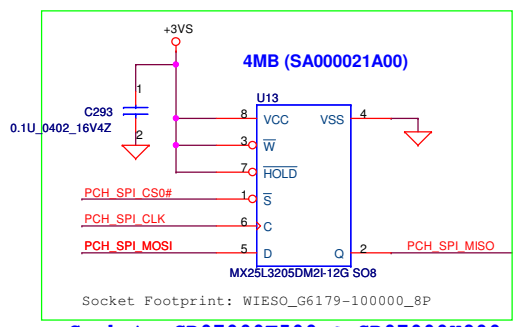 +3VS
4MB (SA000021A00)
U13
1
C293
0.1U_0402_16V4Z
2
8 VCC VSS 4
3 W
7 HOLD
PCH_SPI_CS0# 1 S
PCH_SPI_CLK 6 C
PCH_SPI_MOSI 5 D Q 2 PCH_SPI_MISO
MX25L3205DM2I-12G SO8
Socket Footprint: WIESO_G6179-100000_8P